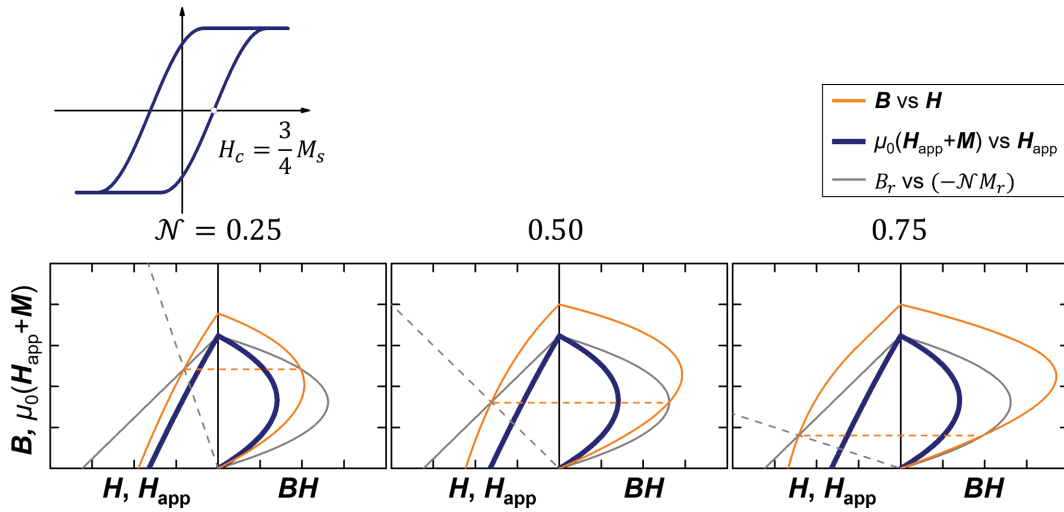 H_c = 3/4 M_s
B vs H
μ₀(H_app+M) vs H_app
B_r vs (−𝒩M_r)
𝒩 = 0.25
0.50
0.75
B, μ₀(H_app+M)
H, H_app BH
H, H_app BH
H, H_app BH